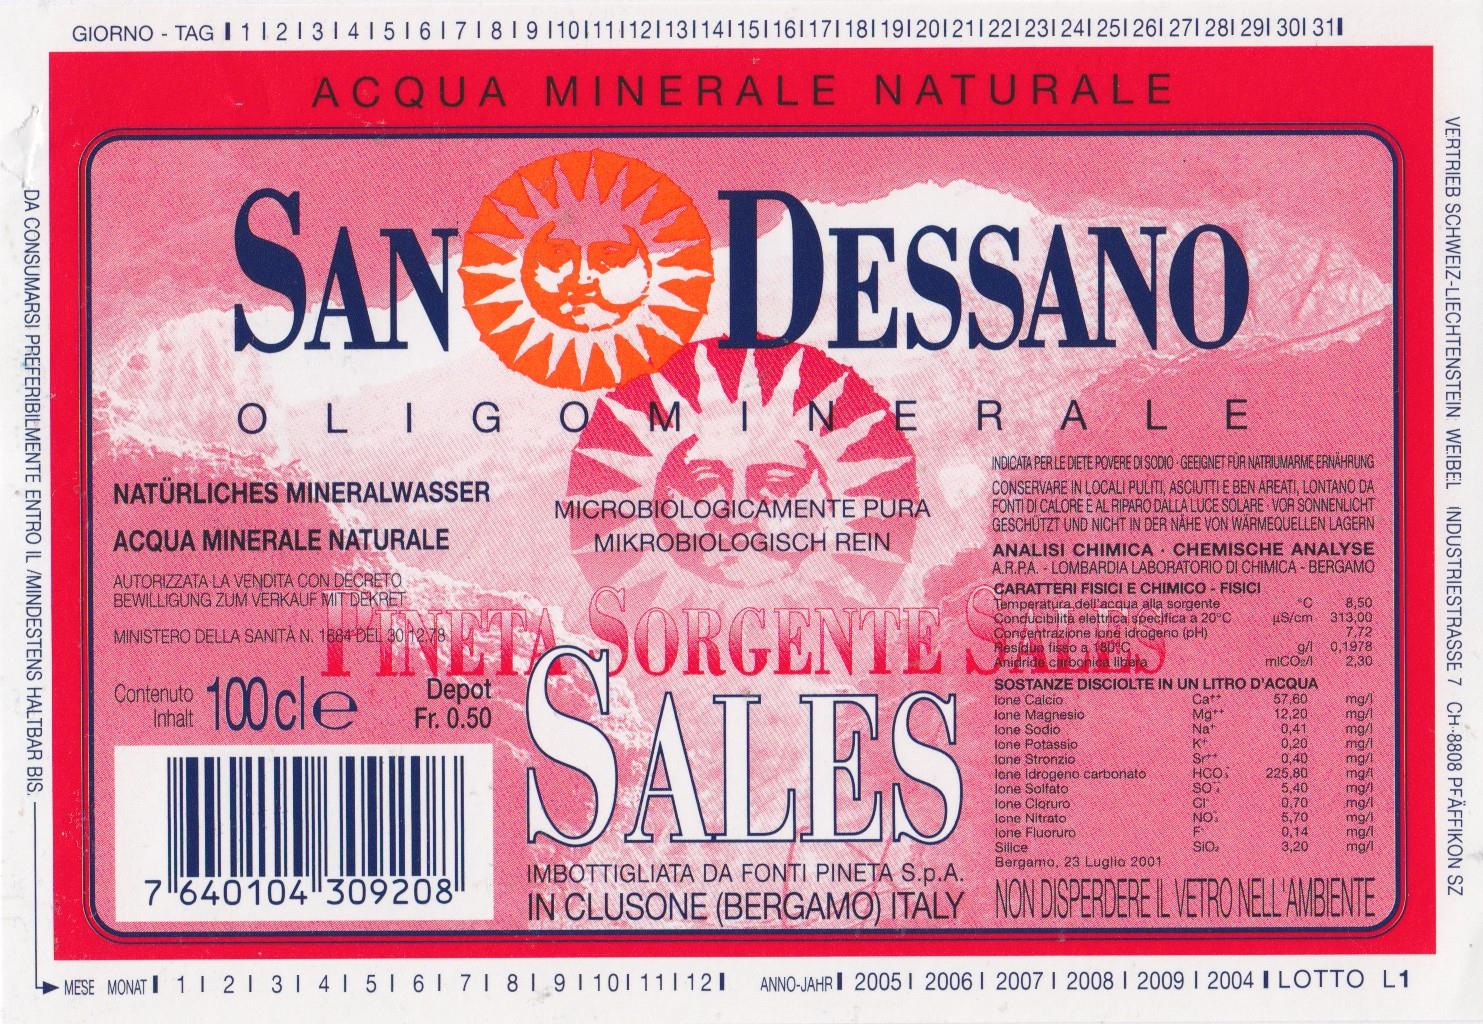 GIORNO - TAG | 1 | 2 | 3 | 4 | 5 | 6 | 7 | 8 | 9 | 10 | 11 | 12 | 13 | 14 | 15 | 16 | 17 | 18 | 19 | 20 | 21 | 22 | 23 | 24 | 25 | 26 | 27 | 28 | 29 | 30 | 31 |
ACQUA MINERALE NATURALE
SAN DESSANO
OLIGOMINERALE
NATÜRLICHES MINERALWASSER
ACQUA MINERALE NATURALE
AUTORIZZATA LA VENDITA CON DECRETO
BEWILLIGUNG ZUM VERKAUF MIT DEKRET
MINISTERO DELLA SANITÀ N. 1884 DEL 30.12.78
Contenuto
Inhalt
100cl e
Depot
Fr. 0.50
7 640104 309208
MICROBIOLOGICAMENTE PURA
MIKROBIOLOGISCH REIN
PINETA SORGENTE SALES
SALES
IMBOTTIGLIATA DA FONTI PINETA S.p.A.
IN CLUSONE (BERGAMO) ITALY
INDICATA PER LE DIETE POVERE DI SODIO · GEEIGNET FÜR NATRIUMARME ERNÄHRUNG
CONSERVARE IN LOCALI PULITI, ASCIUTTI E BEN AREATI, LONTANO DA
FONTI DI CALORE E AL RIPARO DALLA LUCE SOLARE · VOR SONNENLICHT
GESCHÜTZT UND NICHT IN DER NÄHE VON WÄRMEQUELLEN LAGERN
ANALISI CHIMICA · CHEMISCHE ANALYSE
A.R.P.A. - LOMBARDIA LABORATORIO DI CHIMICA - BERGAMO
CARATTERI FISICI E CHIMICO - FISICI
Temperatura dell'acqua alla sorgente °C 8,50
Conducibilità elettrica specifica a 20°C µS/cm 313,00
Concentrazione ione idrogeno (pH) 7,72
Residuo fisso a 180°C g/l 0,1978
Anidride carbonica libera mlCO₂/l 2,30
SOSTANZE DISCIOLTE IN UN LITRO D'ACQUA
Ione Calcio Ca⁺⁺ 57,60 mg/l
Ione Magnesio Mg⁺⁺ 12,20 mg/l
Ione Sodio Na⁺ 0,41 mg/l
Ione Potassio K⁺ 0,20 mg/l
Ione Stronzio Sr⁺⁺ 0,40 mg/l
Ione Idrogeno carbonato HCO₃⁻ 225,80 mg/l
Ione Solfato SO₄⁻⁻ 5,40 mg/l
Ione Cloruro Cl⁻ 0,70 mg/l
Ione Nitrato NO₃⁻ 5,70 mg/l
Ione Fluoruro F⁻ 0,14 mg/l
Silice SiO₂ 3,20 mg/l
Bergamo, 23 Luglio 2001
NON DISPERDERE IL VETRO NELL'AMBIENTE
DA CONSUMARSI PREFERIBILMENTE ENTRO IL /MINDESTENS HALTBAR BIS.
VERTRIEB SCHWEIZ-LIECHTENSTEIN WEIBEL INDUSTRIESTRASSE 7 CH-8808 PFÄFFIKON SZ
MESE MONAT | 1 | 2 | 3 | 4 | 5 | 6 | 7 | 8 | 9 | 10 | 11 | 12 | ANNO-JAHR | 2005 | 2006 | 2007 | 2008 | 2009 | 2004 | LOTTO L1